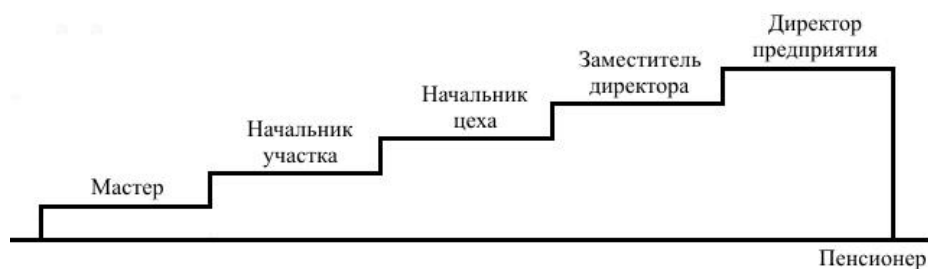 Мастер
Начальник
участка
Начальник
цеха
Заместитель
директора
Директор
предприятия
Пенсионер